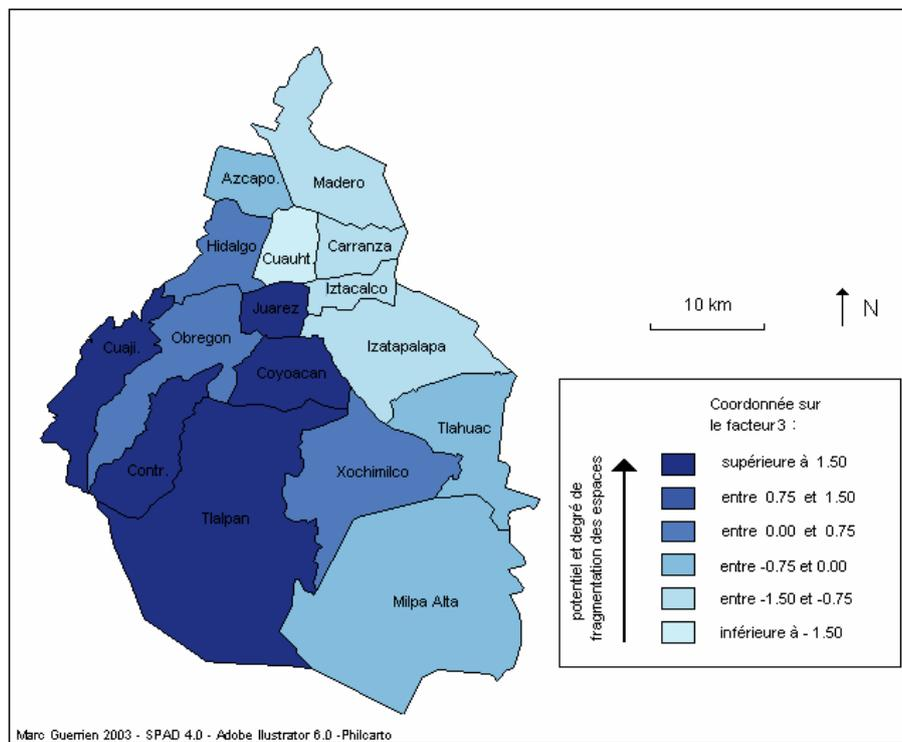 Azcapo.
Madero
Hidalgo
Cuauht.
Carranza
Iztacalco
Juarez
Cuaji.
Obregon
Izatapalapa
Coyoacan
Tlahuac
Contr.
Xochimilco
Tlalpan
Milpa Alta
10 km
N
Coordonnée sur
le facteur 3 :
supérieure à 1.50
entre 0.75 et 1.50
entre 0.00 et 0.75
entre -0.75 et 0.00
entre -1.50 et -0.75
inférieure à - 1.50
potentiel et degré de
fragmentation des espaces
Marc Guerrien 2003 - SPAD 4.0 - Adobe Ilustrator 6.0 -Philcarto